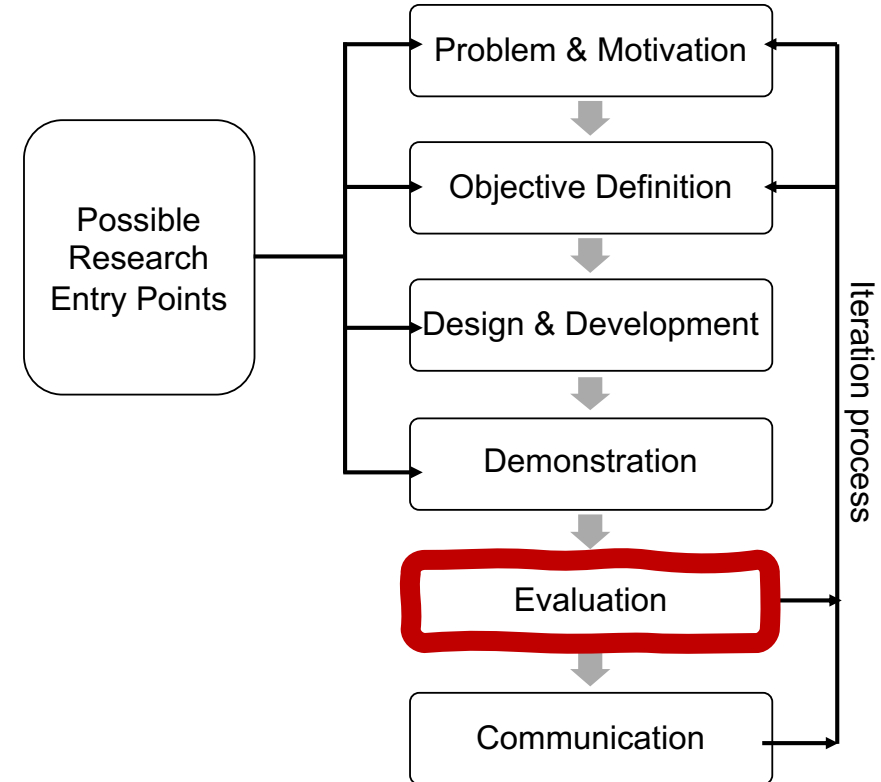 Problem & Motivation
Objective Definition
Possible
Research
Entry Points
Design & Development
Iteration process
Demonstration
Evaluation
Communication